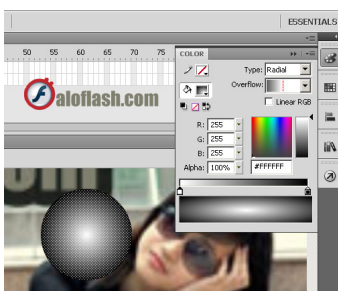 ESSENTIALS
COLOR
50 55 60 65 70 75
Type: Radial
Overflow:
Linear RGB
aloflash.com
R: 255
G: 255
B: 255
Alpha: 100% #FFFFFF